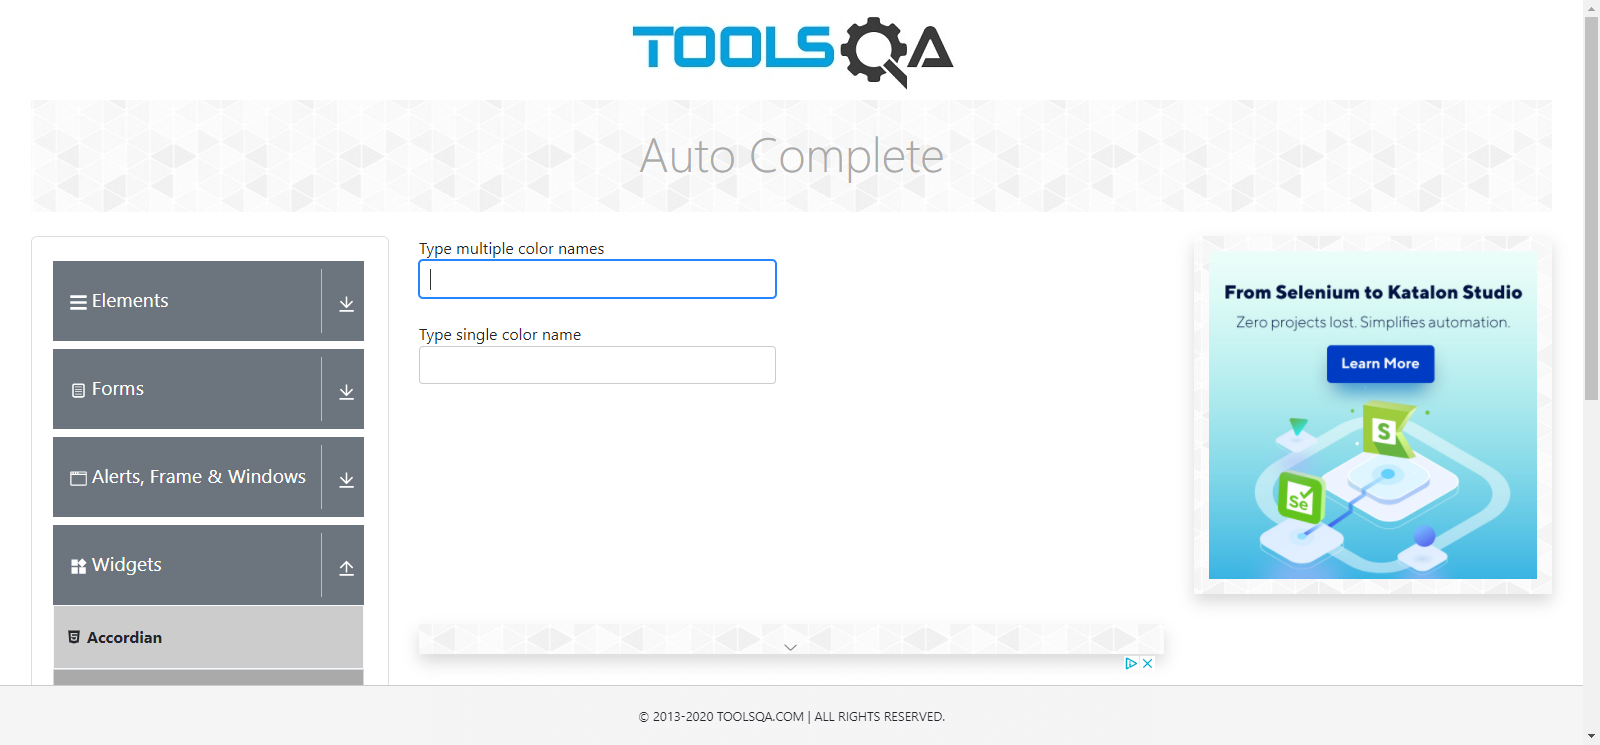 TOOLSQA
Auto Complete
Elements
Forms
Alerts, Frame & Windows
Widgets
Accordian
Type multiple color names
Type single color name
From Selenium to Katalon Studio
Zero projects lost. Simplifies automation.
Learn More
S
Se
© 2013-2020 TOOLSQA.COM | ALL RIGHTS RESERVED.